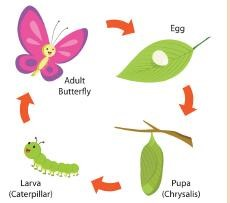 Egg
Adult
Butterfly
Pupa
(Chrysalis)
Larva
(Caterpillar)